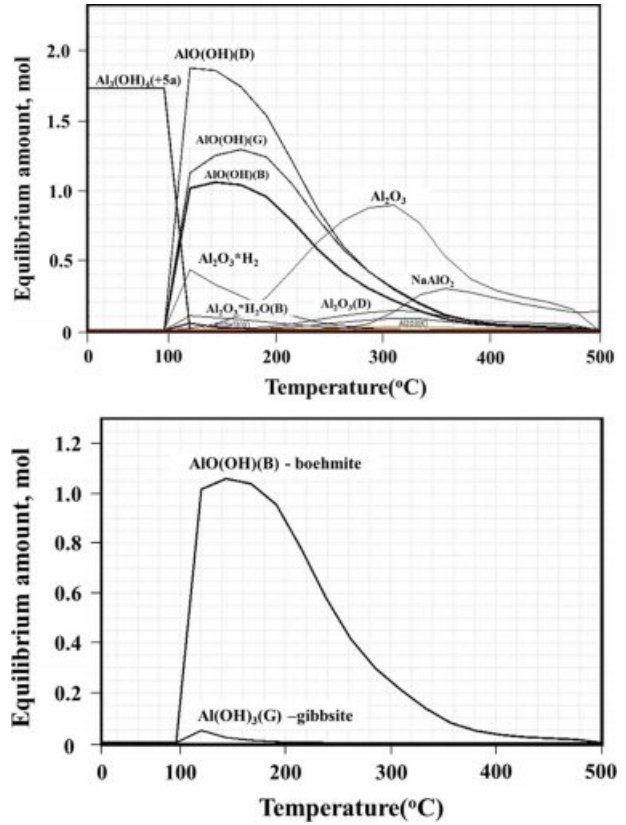 Equilibrium amount, mol
2.0
1.5
1.0
0.5
0
AlO(OH)(D)
Al₃(OH)₄(+5a)
AlO(OH)(G)
AlO(OH)(B)
Al₂O₃
Al₂O₃*H₂
NaAlO₂
Al₂O₃*H₂O(B)
Al₂O₃(D)
0 100 200 300 400 500
Temperature(°C)
Equilibrium amount, mol
1.2
1.0
0.8
0.6
0.4
0.2
0
AlO(OH)(B) - boehmite
Al(OH)₃(G) –gibbsite
0 100 200 300 400 500
Temperature(°C)